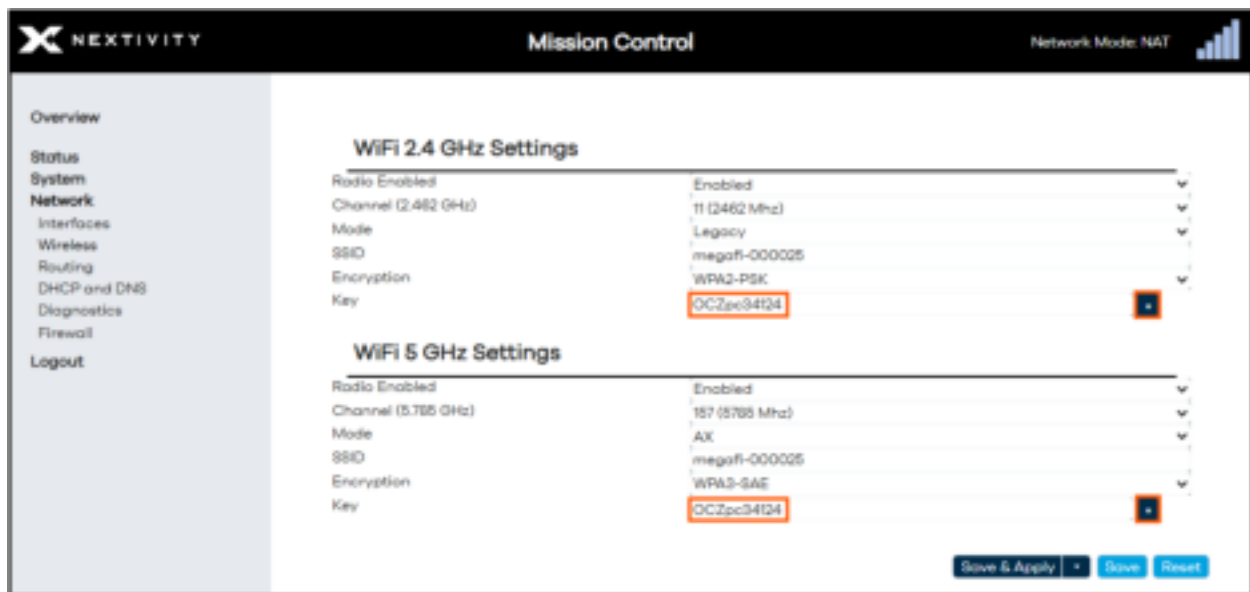 NEXTIVITY
Mission Control
Network Mode: NAT
Overview
Status
System
Network
Interfaces
Wireless
Routing
DHCP and DNS
Diagnostics
Firewall
Logout
WiFi 2.4 GHz Settings
Radio Enabled Enabled
Channel (2.462 GHz) 11 (2462 Mhz)
Mode Legacy
SSID megafi-000025
Encryption WPA2-PSK
Key OCZpc34124
WiFi 5 GHz Settings
Radio Enabled Enabled
Channel (5.785 GHz) 157 (5785 Mhz)
Mode AX
SSID megafi-000025
Encryption WPA3-SAE
Key OCZpc34124
Save & Apply Save Reset